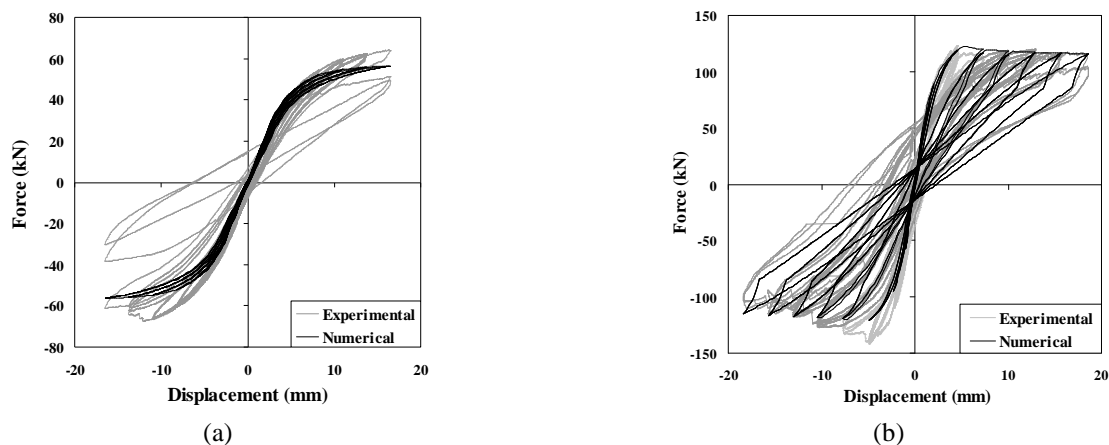 80
60
40
20
0
-20
-40
-60
-80
-20 -10 0 10 20
Force (kN)
Displacement (mm)
Experimental
Numerical
(a)
150
100
50
0
-50
-100
-150
-20 -10 0 10 20
Force (kN)
Displacement (mm)
Experimental
Numerical
(b)